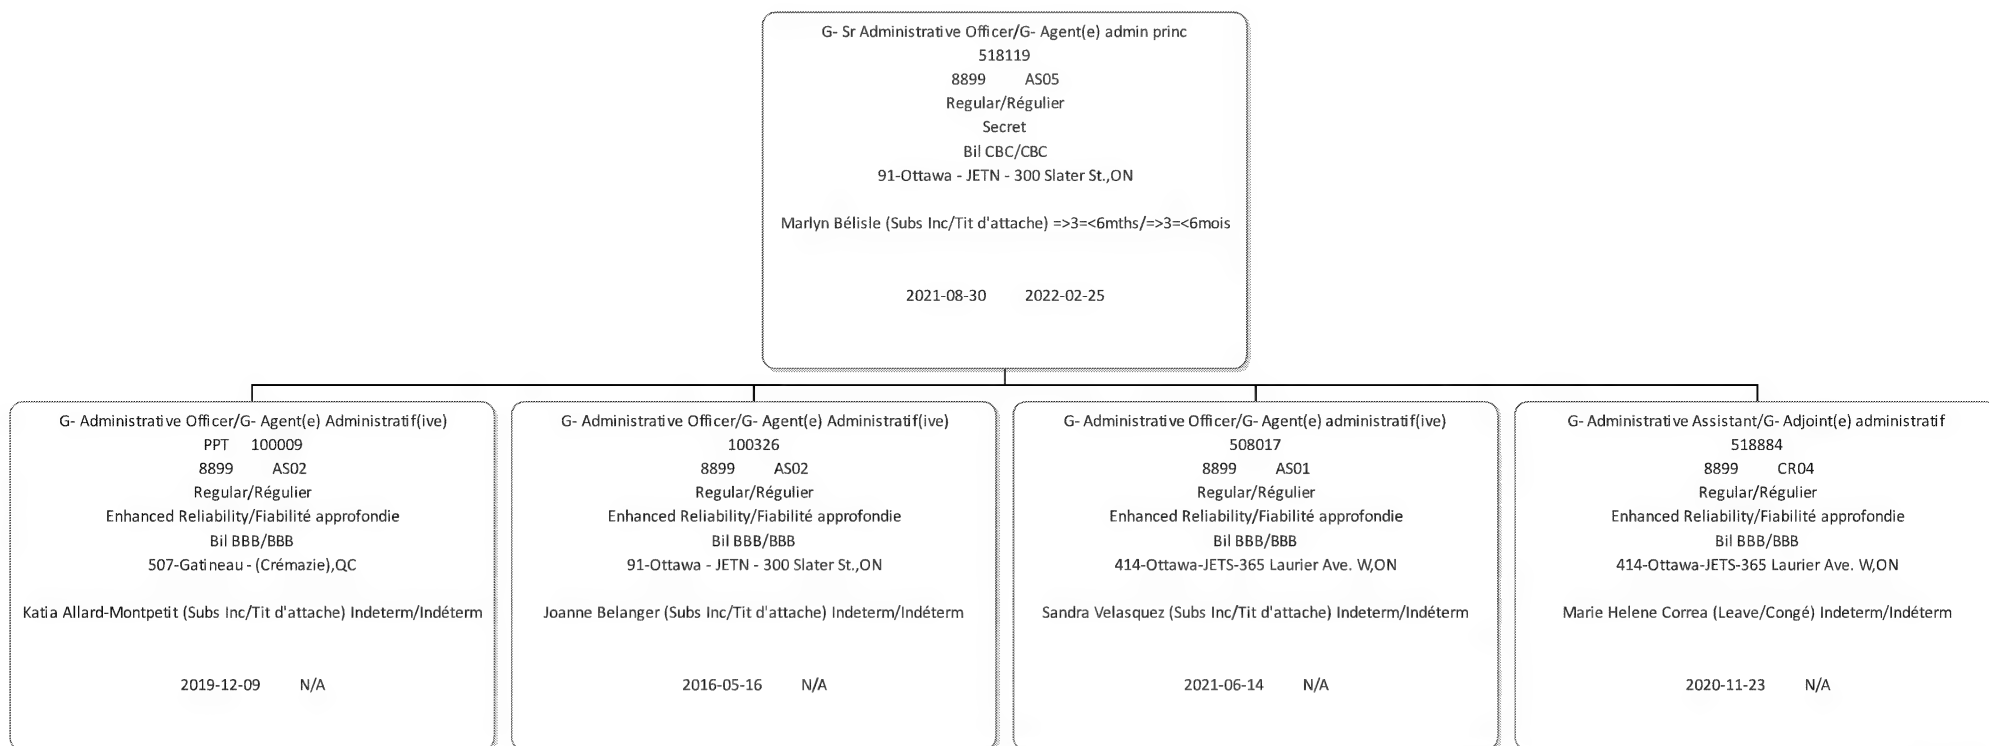 G- Sr Administrative Officer/G- Agent(e) admin princ
518119
8899 AS05
Regular/Régulier
Secret
Bil CBC/CBC
91-Ottawa - JETN - 300 Slater St.,ON
Marlyn Bélisle (Subs Inc/Tit d'attache) =>3=<6mths/=>3=<6mois
2021-08-30 2022-02-25
G- Administrative Officer/G- Agent(e) Administratif(ive)
PPT 100009
8899 AS02
Regular/Régulier
Enhanced Reliability/Fiabilité approfondie
Bil BBB/BBB
507-Gatineau - (Crémazie),QC
Katia Allard-Montpetit (Subs Inc/Tit d'attache) Indeterm/Indéterm
2019-12-09 N/A
G- Administrative Officer/G- Agent(e) Administratif(ive)
100326
8899 AS02
Regular/Régulier
Enhanced Reliability/Fiabilité approfondie
Bil BBB/BBB
91-Ottawa - JETN - 300 Slater St.,ON
Joanne Belanger (Subs Inc/Tit d'attache) Indeterm/Indéterm
2016-05-16 N/A
G- Administrative Officer/G- Agent(e) administratif(ive)
508017
8899 AS01
Regular/Régulier
Enhanced Reliability/Fiabilité approfondie
Bil BBB/BBB
414-Ottawa-JETS-365 Laurier Ave. W,ON
Sandra Velasquez (Subs Inc/Tit d'attache) Indeterm/Indéterm
2021-06-14 N/A
G- Administrative Assistant/G- Adjoint(e) administratif
518884
8899 CR04
Regular/Régulier
Enhanced Reliability/Fiabilité approfondie
Bil BBB/BBB
414-Ottawa-JETS-365 Laurier Ave. W,ON
Marie Helene Correa (Leave/Congé) Indeterm/Indéterm
2020-11-23 N/A